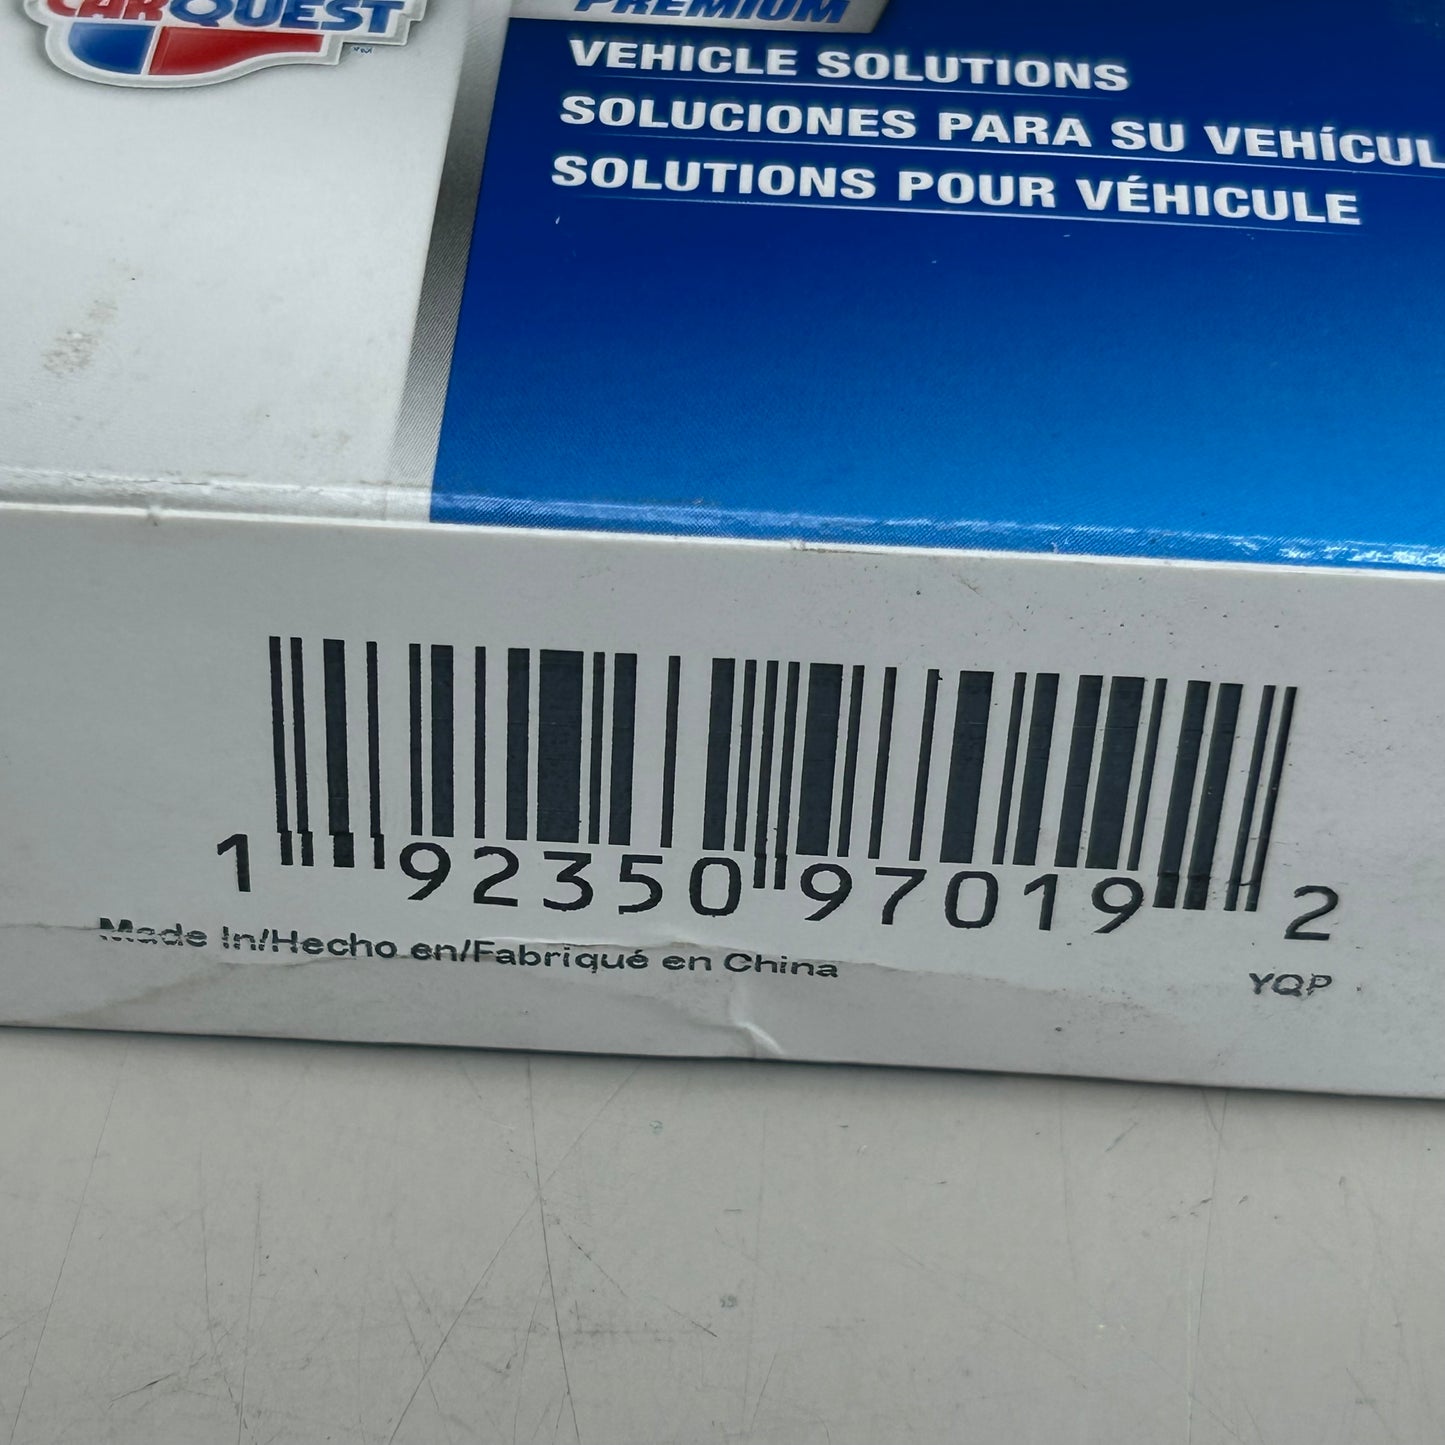 CARQUEST
PREMIUM
VEHICLE SOLUTIONS
SOLUCIONES PARA SU VEHÍCUL
SOLUTIONS POUR VÉHICULE
1 92350 97019 2
Made In/Hecho en/Fabriqué en China
YQP